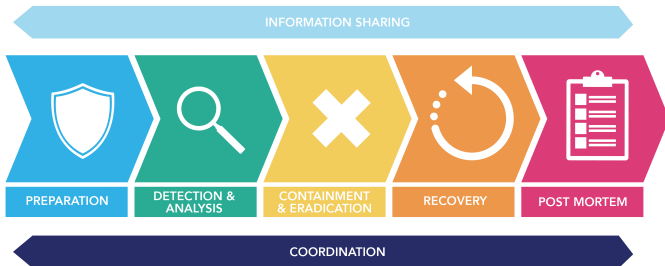 INFORMATION SHARING
PREPARATION
DETECTION &
ANALYSIS
CONTAINMENT
& ERADICATION
RECOVERY
POST MORTEM
COORDINATION